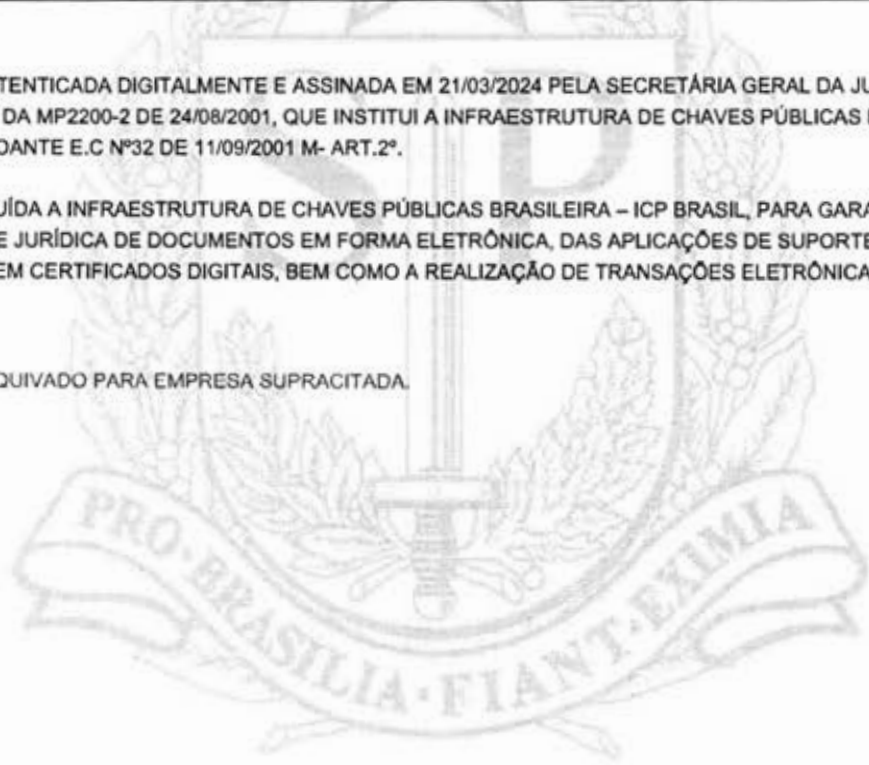 TENTICADA DIGITALMENTE E ASSINADA EM 21/03/2024 PELA SECRETÁRIA GERAL DA JU
DA MP2200-2 DE 24/08/2001, QUE INSTITUI A INFRAESTRUTURA DE CHAVES PÚBLICAS
DANTE E.C Nº32 DE 11/09/2001 M- ART.2º.
UÍDA A INFRAESTRUTURA DE CHAVES PÚBLICAS BRASILEIRA – ICP BRASIL, PARA GARA
E JURÍDICA DE DOCUMENTOS EM FORMA ELETRÔNICA, DAS APLICAÇÕES DE SUPORTE
EM CERTIFICADOS DIGITAIS, BEM COMO A REALIZAÇÃO DE TRANSAÇÕES ELETRÔNICA
QUIVADO PARA EMPRESA SUPRACITADA.
SP
PRO·BRASILIA·FIANT·EXIMIA